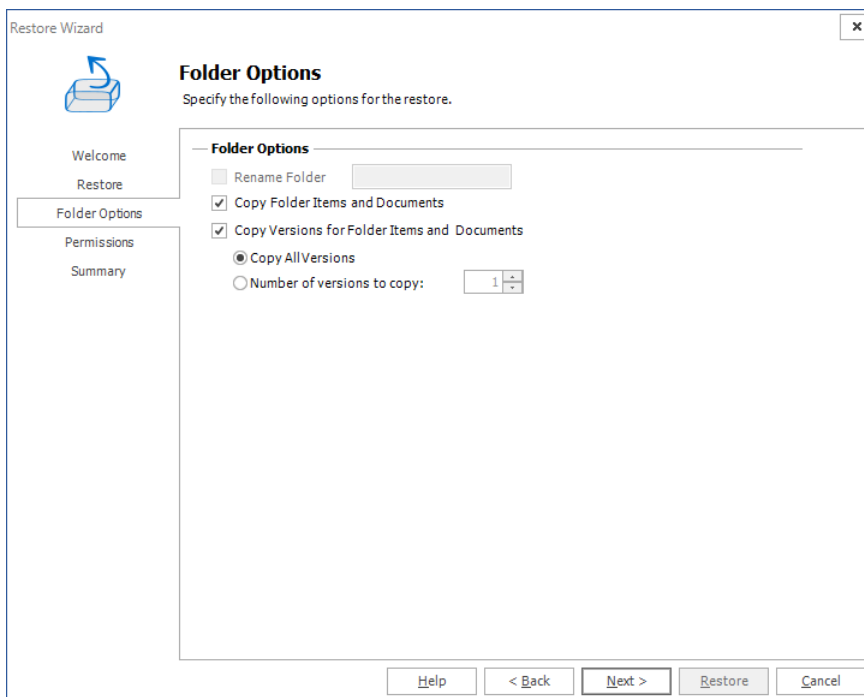 Restore Wizard
Folder Options
Specify the following options for the restore.
Welcome
Restore
Folder Options
Permissions
Summary
Folder Options
Rename Folder
Copy Folder Items and Documents
Copy Versions for Folder Items and Documents
Copy All Versions
Number of versions to copy: 1
Help < Back Next > Restore Cancel